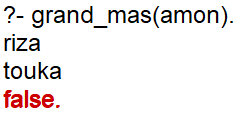 ?- grand_mas(amon).
riza
touka
false.